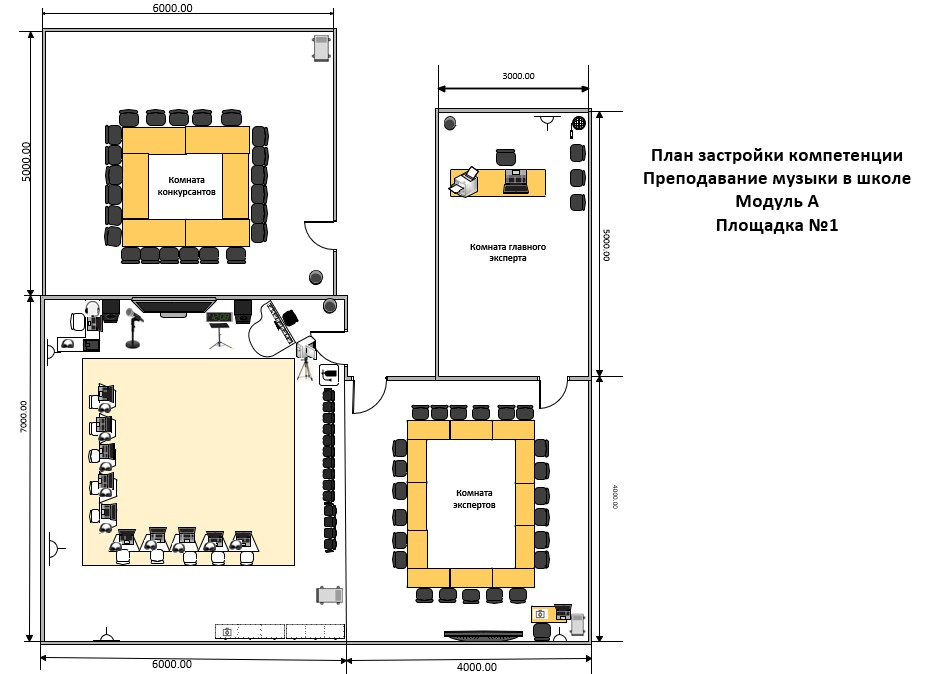 6000.00
3000.00
5000.00
Комната
конкурсантов
План застройки компетенции
Преподавание музыки в школе
Модуль А
Площадка №1
Комната главного
эксперта
5000.00
7000.00
4000.00
Комната
экспертов
6000.00
4000.00